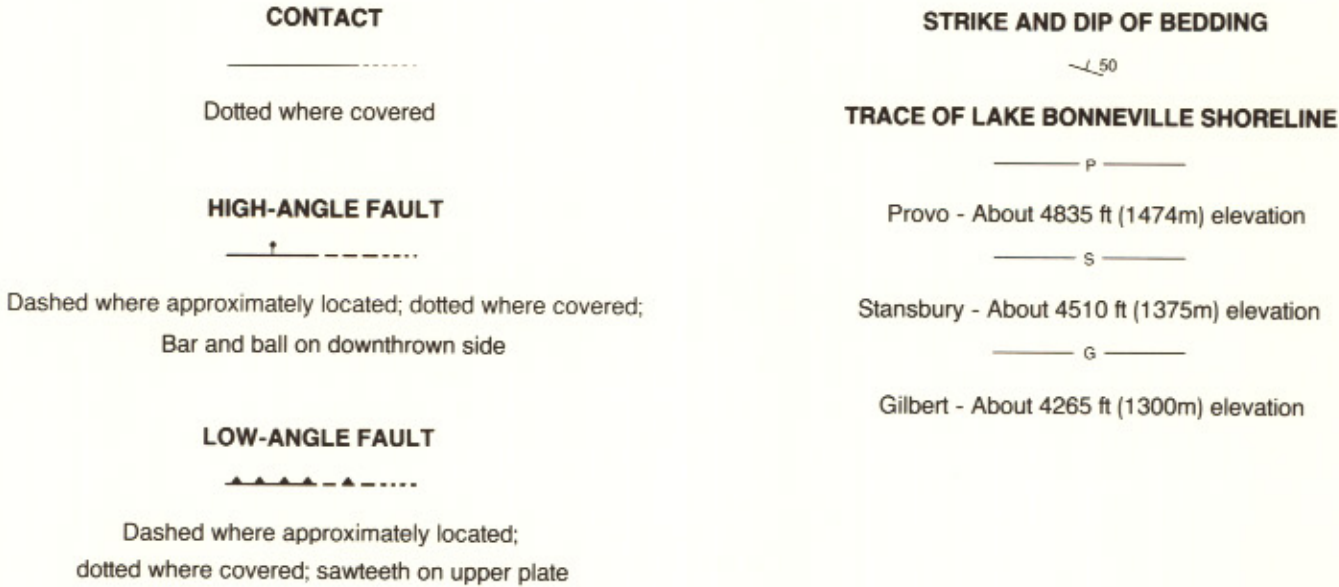 CONTACT
Dotted where covered
HIGH-ANGLE FAULT
Dashed where approximately located; dotted where covered;
Bar and ball on downthrown side
LOW-ANGLE FAULT
Dashed where approximately located;
dotted where covered; sawteeth on upper plate
STRIKE AND DIP OF BEDDING
50
TRACE OF LAKE BONNEVILLE SHORELINE
P
Provo - About 4835 ft (1474m) elevation
S
Stansbury - About 4510 ft (1375m) elevation
G
Gilbert - About 4265 ft (1300m) elevation